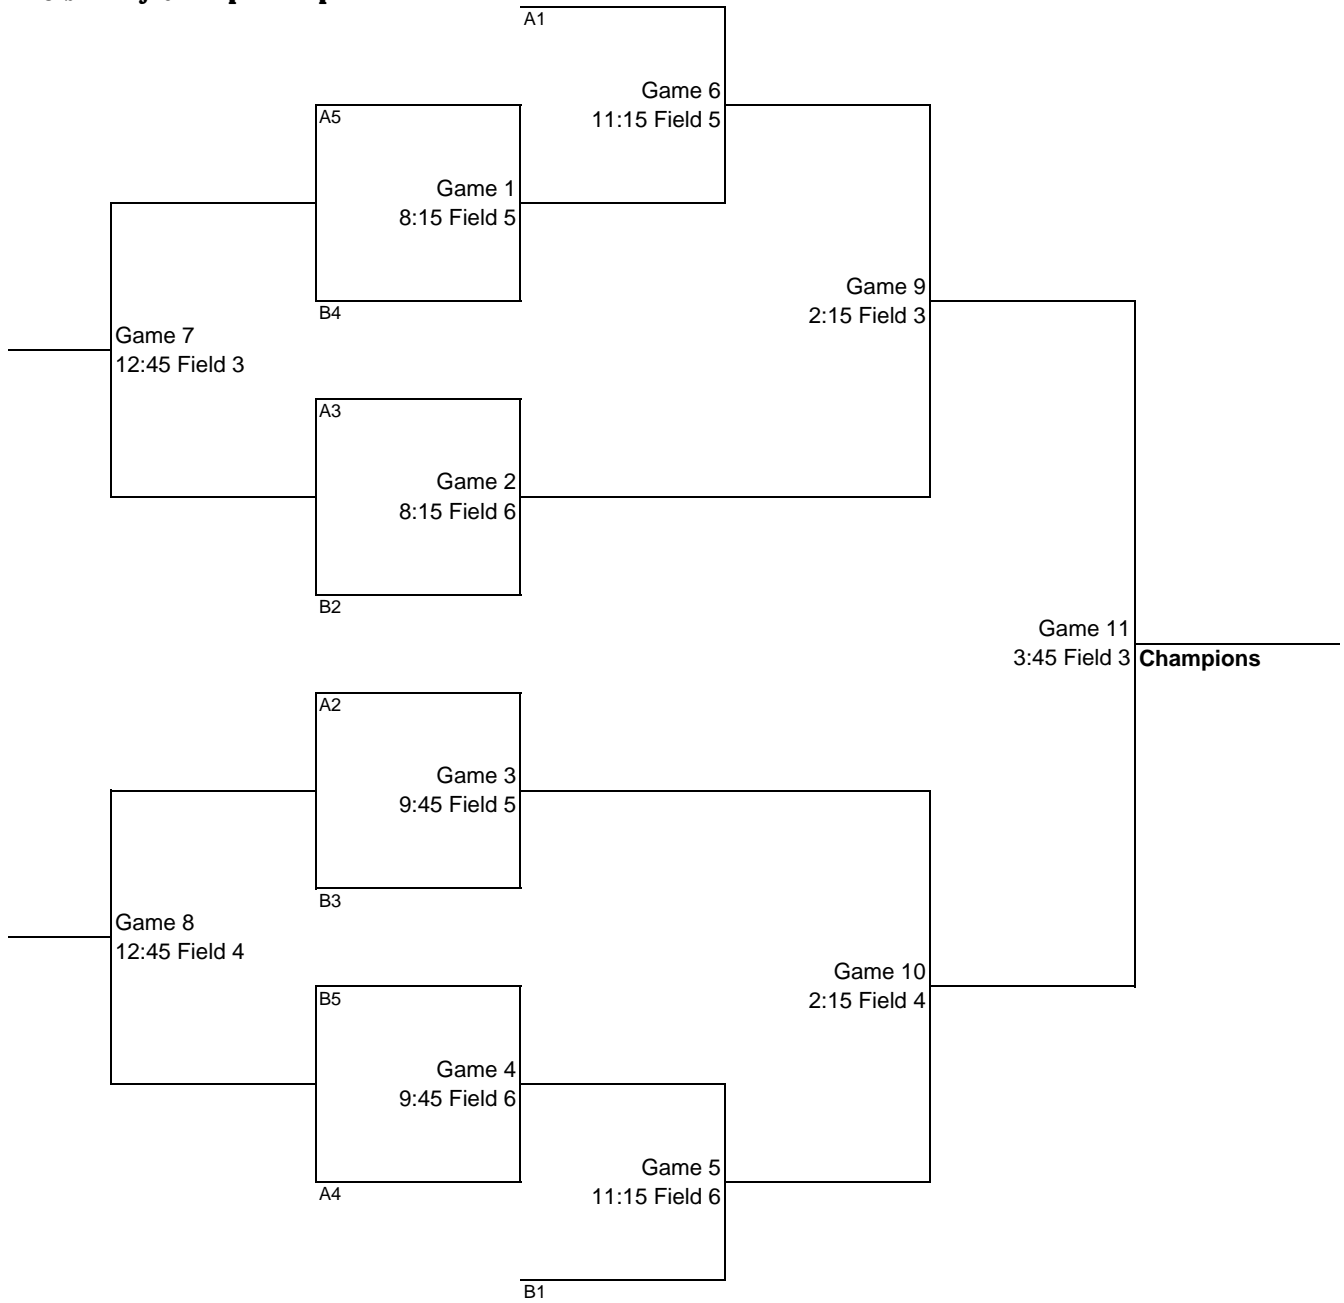 A1
Game 6
11:15 Field 5
A5
Game 1
8:15 Field 5
B4
Game 9
2:15 Field 3
Game 7
12:45 Field 3
A3
Game 2
8:15 Field 6
B2
Game 11
3:45 Field 3 Champions
A2
Game 3
9:45 Field 5
B3
Game 8
12:45 Field 4
Game 10
2:15 Field 4
B5
Game 4
9:45 Field 6
A4
Game 5
11:15 Field 6
B1